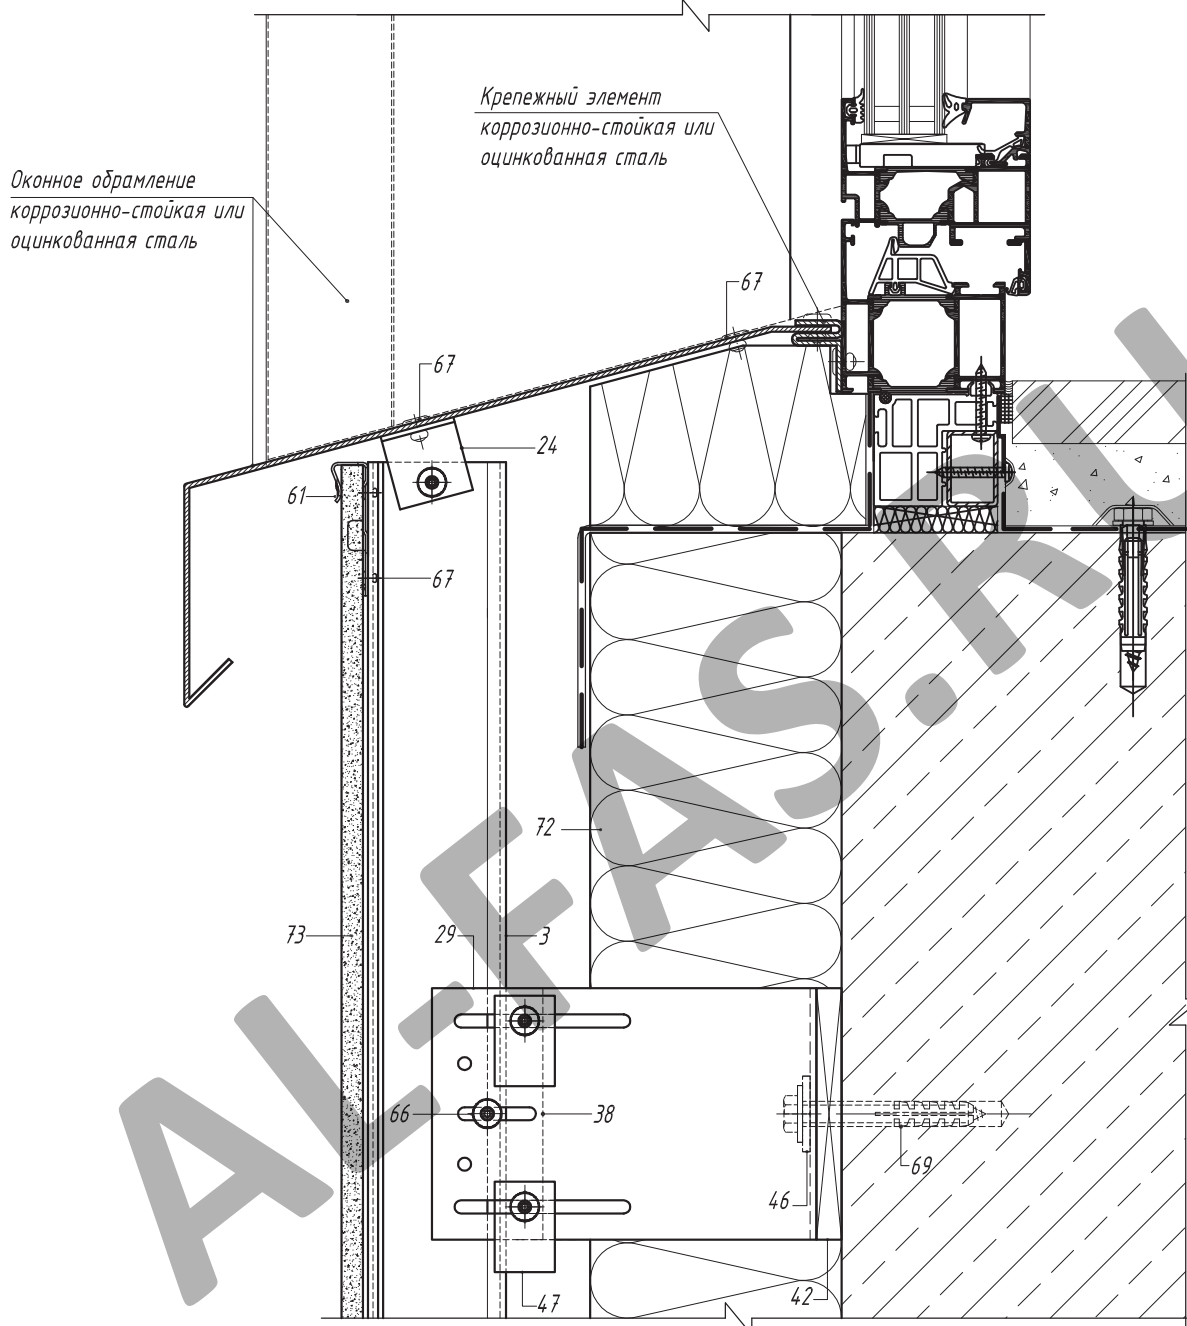 Крепежный элемент
коррозионно-стойкая или
оцинкованная сталь
Оконное обрамление
коррозионно-стойкая или
оцинкованная сталь
67
67
24
61
67
72
73
29
3
66
38
69
46
47
42
AL-FAS.RU